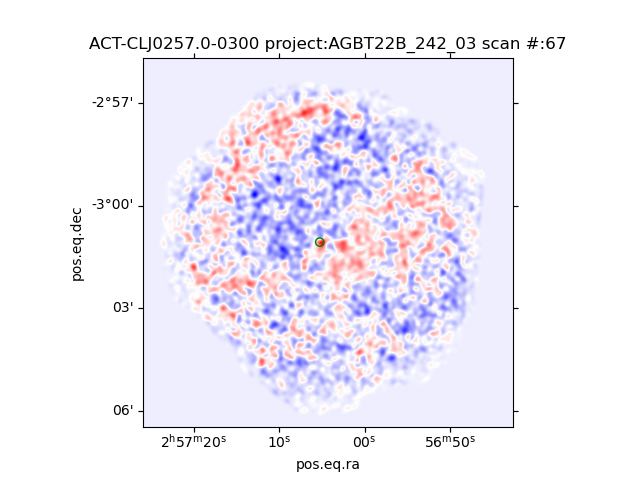 ACT-CLJ0257.0-0300 project:AGBT22B_242_03 scan #:67
-2°57'
-3°00'
03'
06'
pos.eq.dec
2ʰ57ᵐ20ˢ 10ˢ 00ˢ 56ᵐ50ˢ
pos.eq.ra